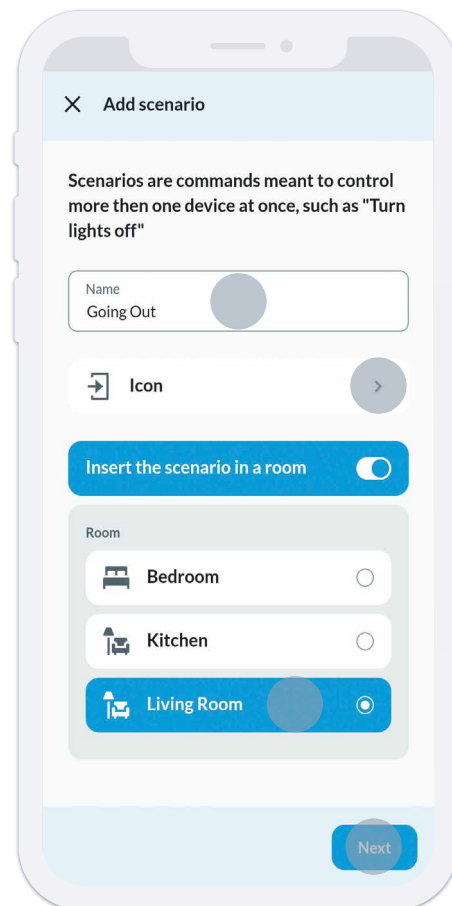 Add scenario
Scenarios are commands meant to control
more then one device at once, such as "Turn
lights off"
Name
Going Out
Icon
Insert the scenario in a room
Room
Bedroom
Kitchen
Living Room
Next